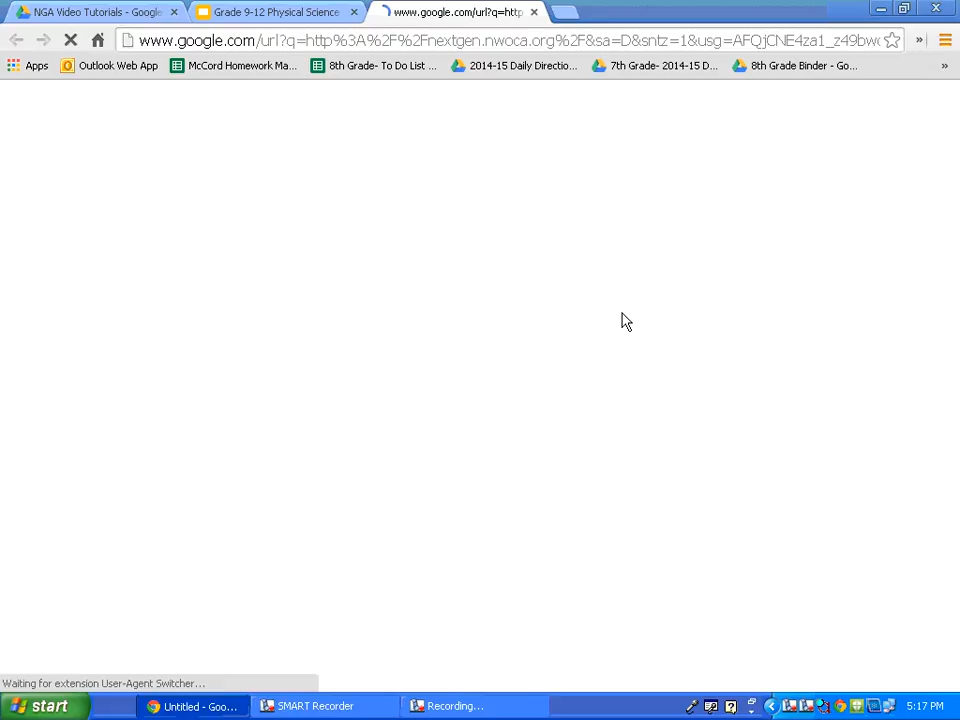 NGA Video Tutorials - Google
Grade 9-12 Physical Science
www.google.com/url?q=http
www.google.com/url?q=http%3A%2F%2Fnextgen.nwoca.org%2F&sa=D&sntz=1&usg=AFQjCNE4za1_z49bwc
Apps
Outlook Web App
McCord Homework Ma...
8th Grade- To Do List ...
2014-15 Daily Directio...
7th Grade- 2014-15 D...
8th Grade Binder - Go...
»
Waiting for extension User-Agent Switcher...
start
Untitled - Goo...
SMART Recorder
Recording...
5:17 PM